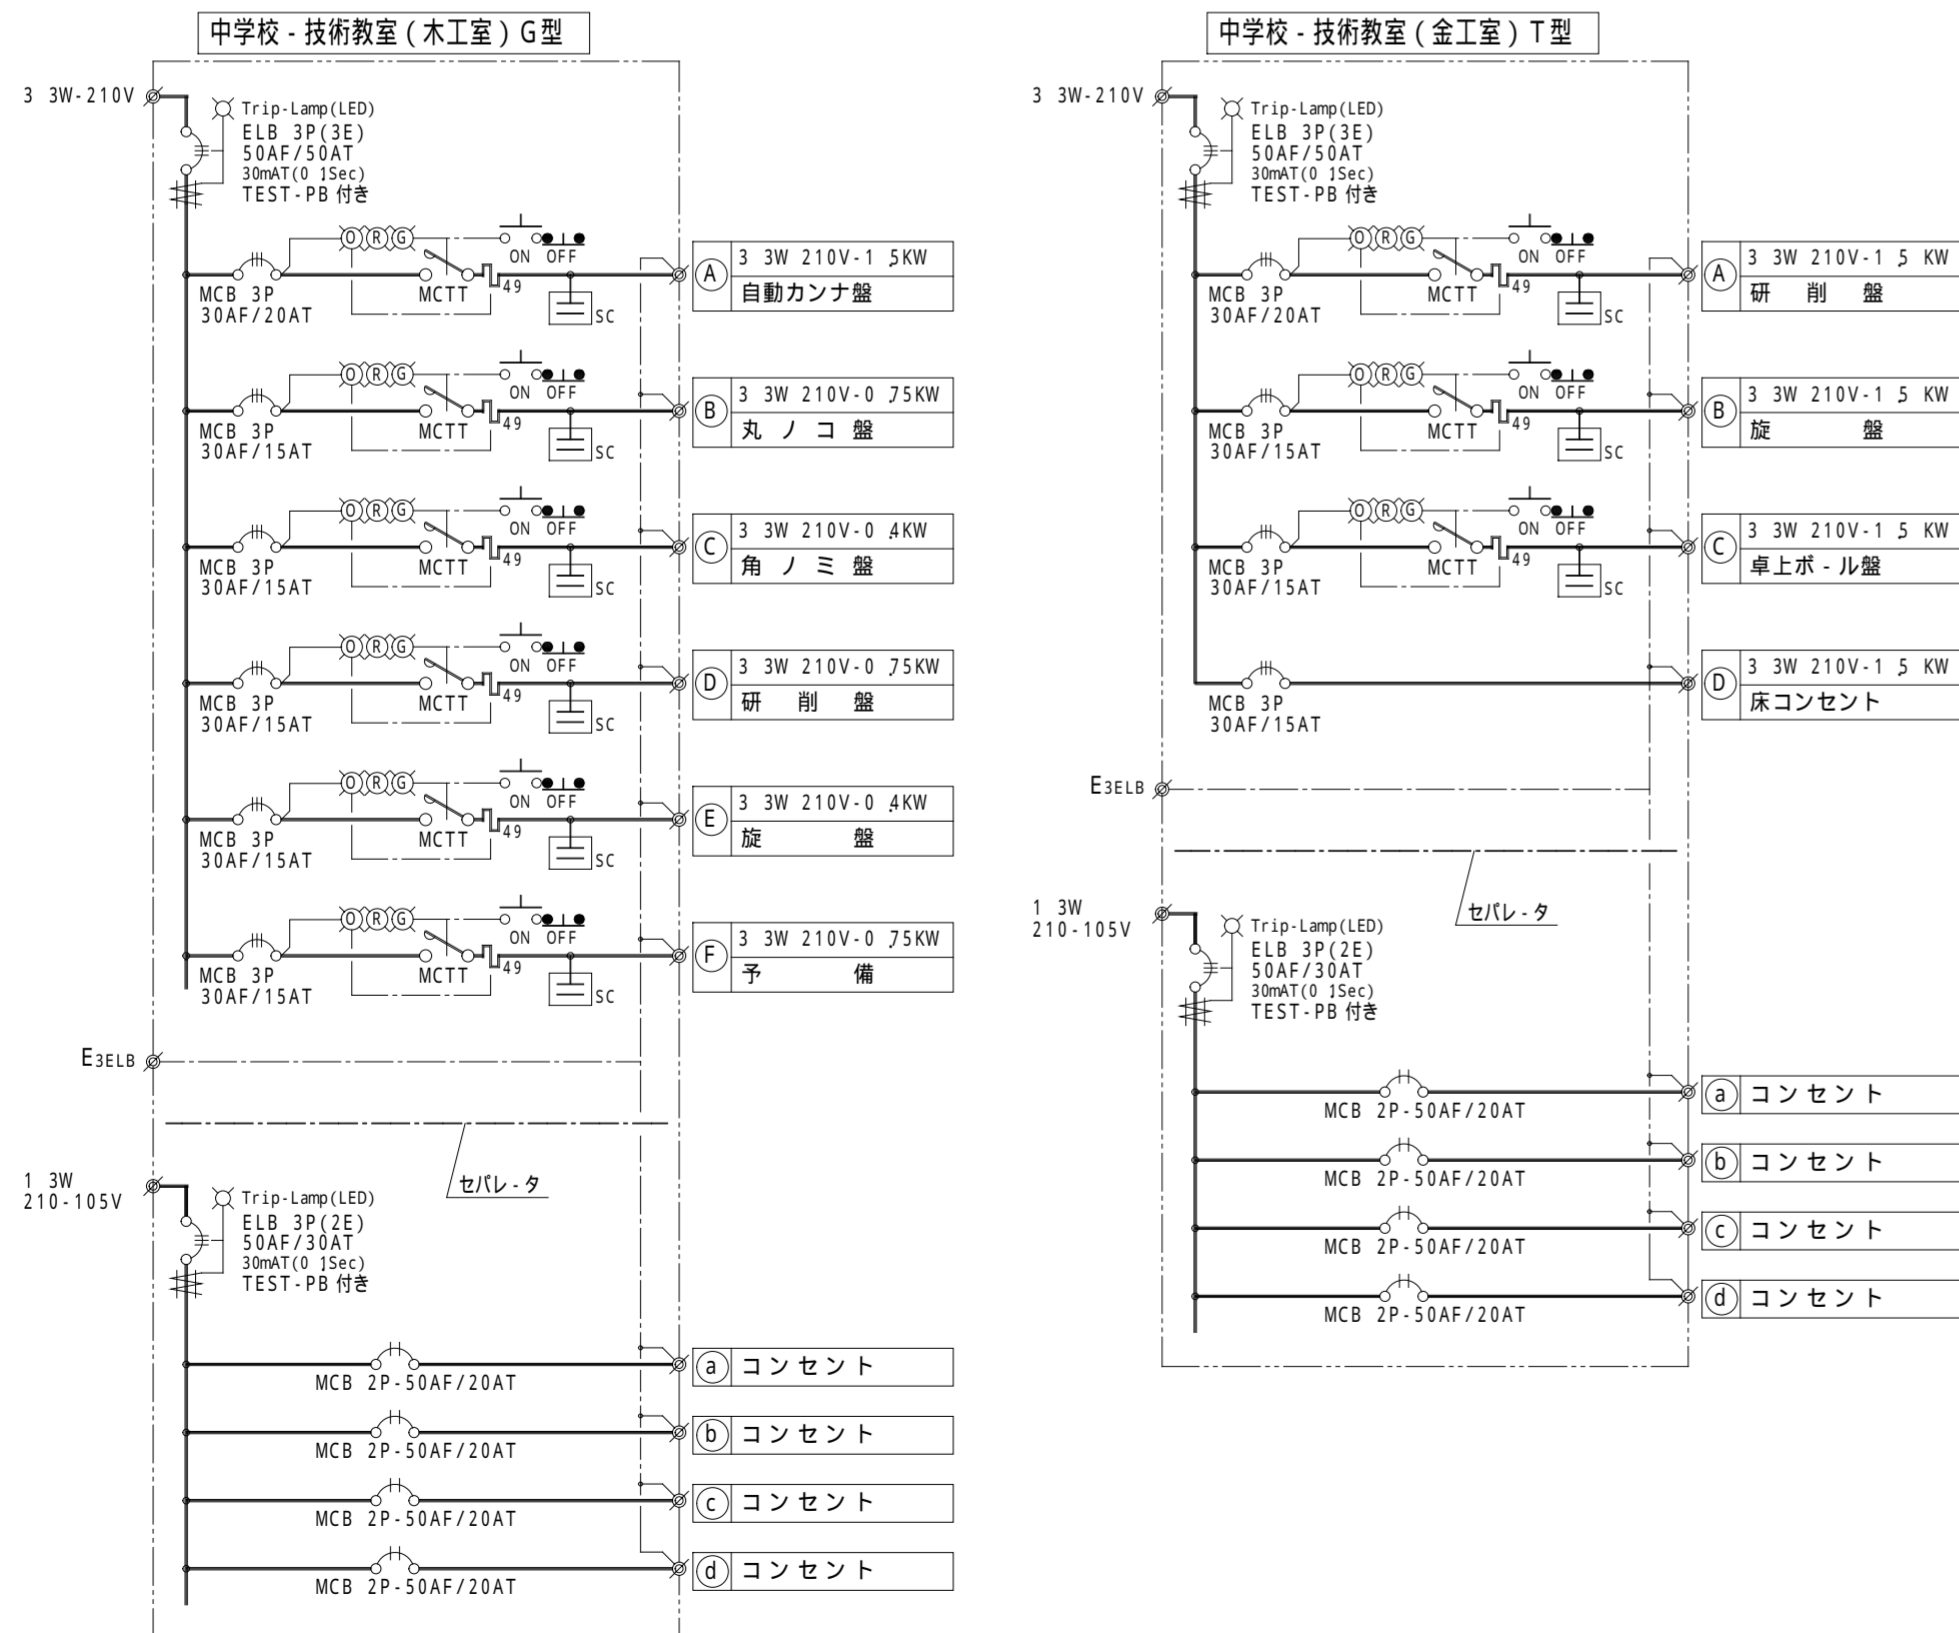 中学校-技術教室(木工室)G型
3 3W-210V
Trip-Lamp(LED)
ELB 3P(3E)
50AF/50AT
30mAT(0.1Sec)
TEST-PB 付き
O R G
ON OFF
MCB 3P
30AF/20AT
MCTT
49
SC
A
3 3W 210V-1.5KW
自動カンナ盤
O R G
ON OFF
MCB 3P
30AF/15AT
MCTT
49
SC
B
3 3W 210V-0.75KW
丸ノコ盤
O R G
ON OFF
MCB 3P
30AF/15AT
MCTT
49
SC
C
3 3W 210V-0.4KW
角ノミ盤
O R G
ON OFF
MCB 3P
30AF/15AT
MCTT
49
SC
D
3 3W 210V-0.75KW
研削盤
O R G
ON OFF
MCB 3P
30AF/15AT
MCTT
49
SC
E
3 3W 210V-0.4KW
旋盤
O R G
ON OFF
MCB 3P
30AF/15AT
MCTT
49
SC
F
3 3W 210V-0.75KW
予備
E3ELB
セパレ-タ
1 3W
210-105V
Trip-Lamp(LED)
ELB 3P(2E)
50AF/30AT
30mAT(0.1Sec)
TEST-PB 付き
MCB 2P-50AF/20AT
a コンセント
MCB 2P-50AF/20AT
b コンセント
MCB 2P-50AF/20AT
c コンセント
MCB 2P-50AF/20AT
d コンセント
中学校-技術教室(金工室)T型
3 3W-210V
Trip-Lamp(LED)
ELB 3P(3E)
50AF/50AT
30mAT(0.1Sec)
TEST-PB 付き
O R G
ON OFF
MCB 3P
30AF/20AT
MCTT
49
SC
A
3 3W 210V-1.5 KW
研削盤
O R G
ON OFF
MCB 3P
30AF/15AT
MCTT
49
SC
B
3 3W 210V-1.5 KW
旋盤
O R G
ON OFF
MCB 3P
30AF/15AT
MCTT
49
SC
C
3 3W 210V-1.5 KW
卓上ボ-ル盤
MCB 3P
30AF/15AT
D
3 3W 210V-1.5 KW
床コンセント
E3ELB
セパレ-タ
1 3W
210-105V
Trip-Lamp(LED)
ELB 3P(2E)
50AF/30AT
30mAT(0.1Sec)
TEST-PB 付き
MCB 2P-50AF/20AT
a コンセント
MCB 2P-50AF/20AT
b コンセント
MCB 2P-50AF/20AT
c コンセント
MCB 2P-50AF/20AT
d コンセント